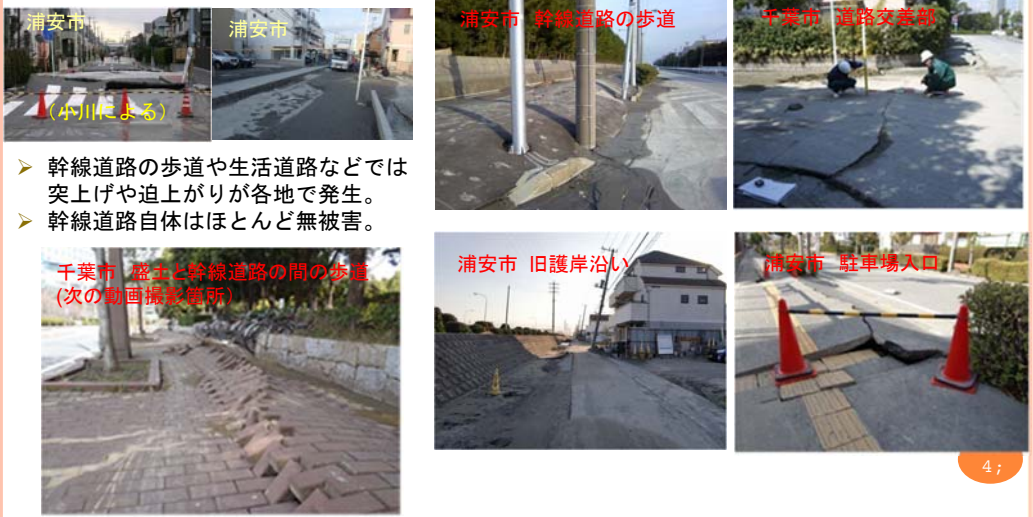 浦安市
浦安市
（小川による）
➢ 幹線道路の歩道や生活道路などでは
突上げや迫上がりが各地で発生。
➢ 幹線道路自体はほとんど無被害。
千葉市 盛土と幹線道路の間の歩道
(次の動画撮影箇所)
浦安市 幹線道路の歩道
千葉市 道路交差部
浦安市 旧護岸沿い
浦安市 駐車場入口
4;